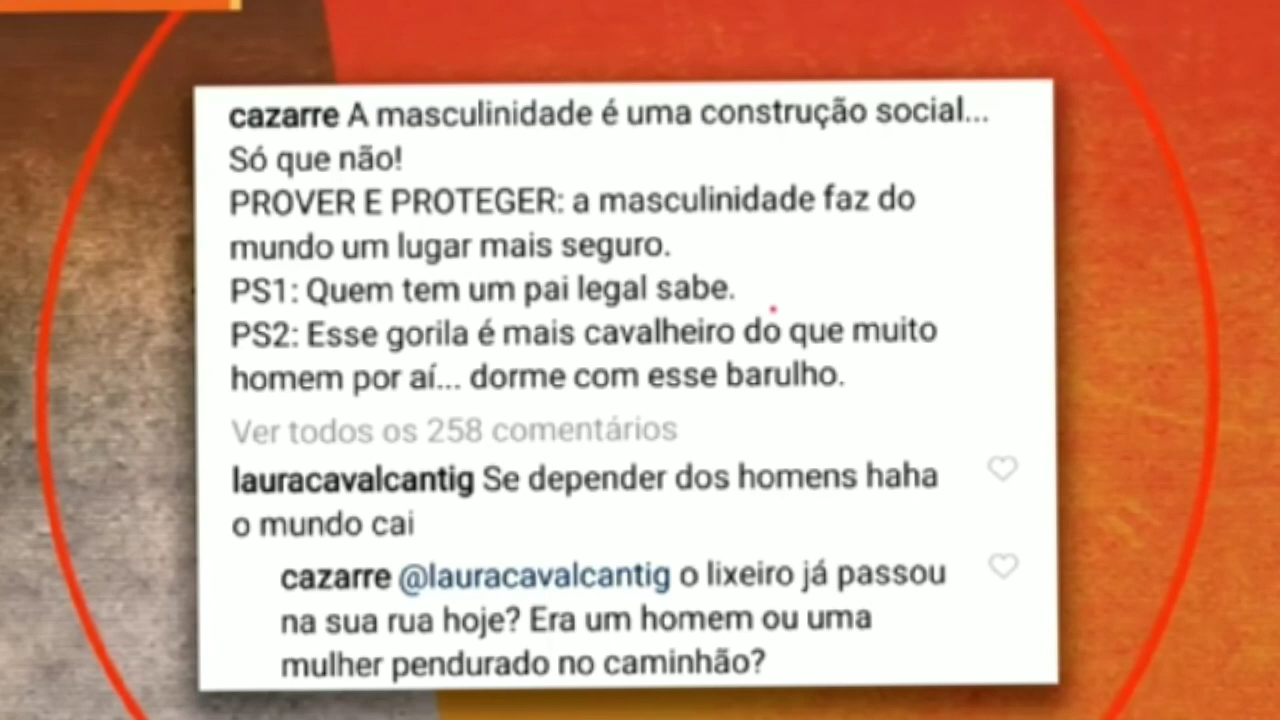 cazarre A masculinidade é uma construção social...
Só que não!
PROVER E PROTEGER: a masculinidade faz do
mundo um lugar mais seguro.
PS1: Quem tem um pai legal sabe.
PS2: Esse gorila é mais cavalheiro do que muito
homem por aí... dorme com esse barulho.
Ver todos os 258 comentários
lauracavalcantig Se depender dos homens haha
o mundo cai
cazarre @lauracavalcantig o lixeiro já passou
na sua rua hoje? Era um homem ou uma
mulher pendurado no caminhão?